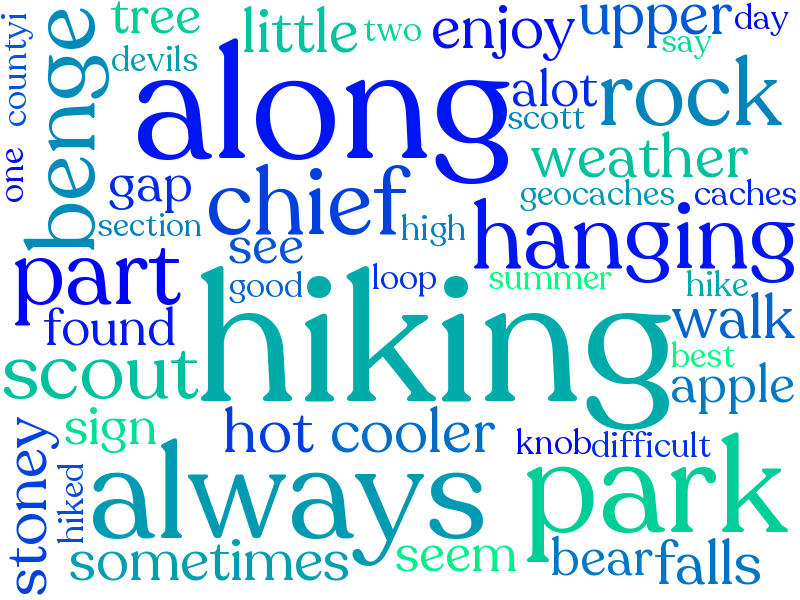 tree
little
two
enjoy
upper
day
say
countyi
benge
devils
along
alot
rock
scott
weather
one
gap
chief
geocaches
caches
section
high
hanging
see
part
good
loop
summer
hike
found
hiking
walk
scout
best
apple
sign
hot
cooler
knob
difficult
stoney
hiked
always
park
sometimes
seem
bear
falls